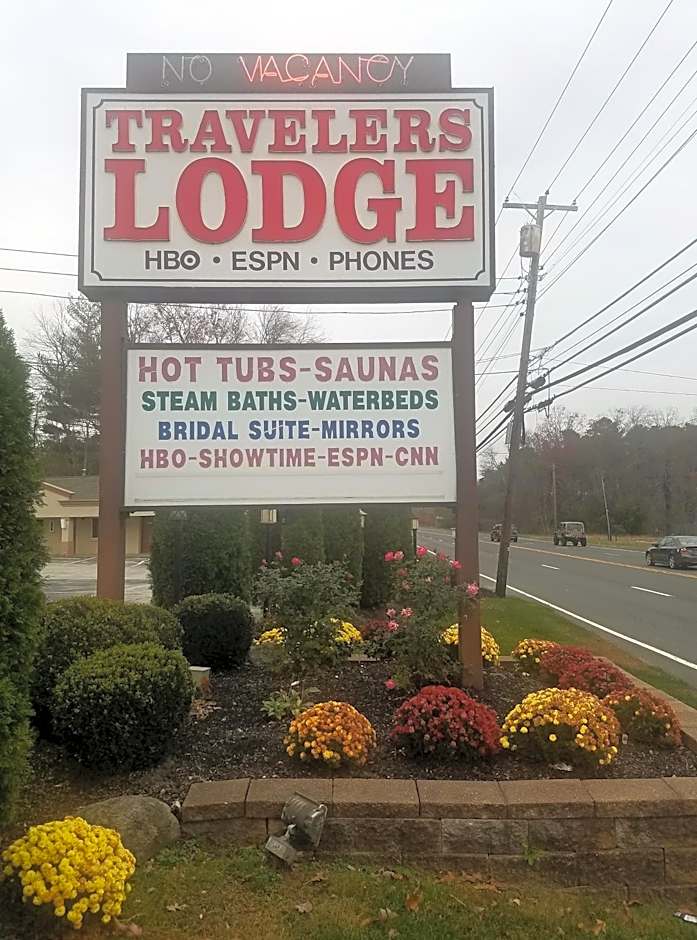 NO VACANCY
TRAVELERS
LODGE
HBO • ESPN • PHONES
HOT TUBS-SAUNAS
STEAM BATHS-WATERBEDS
BRIDAL SUITE-MIRRORS
HBO-SHOWTIME-ESPN-CNN